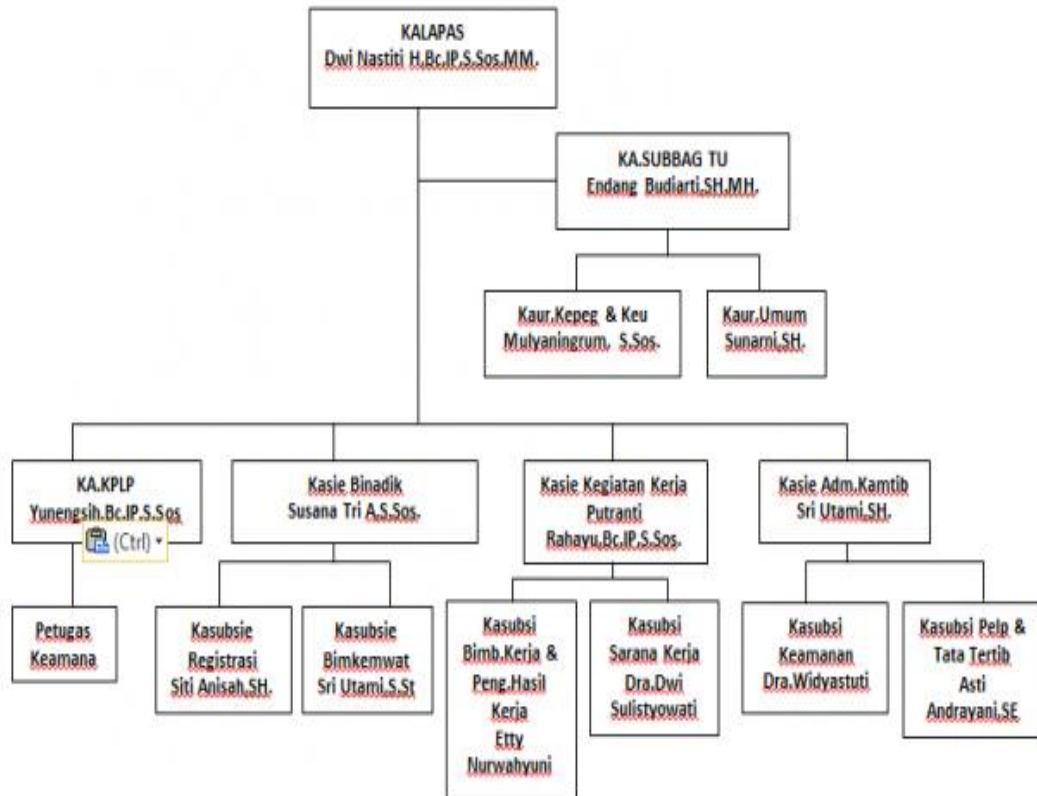 KALAPAS
Dwi Nastiti H,Bc.IP,S.Sos,MM.
KA.SUBBAG TU
Endang Budiarti,SH,MH.
Kaur.Kepeg & Keu
Mulyaningrum, S.Sos.
Kaur.Umum
Sunarni,SH.
KA.KPLP
Yunengsih.Bc.IP.S.Sos
(Ctrl)
Kasie Binadik
Susana Tri A,S.Sos.
Kasie Kegiatan Kerja
Putranti
Rahayu,Bc.IP,S.Sos.
Kasie Adm.Kamtib
Sri Utami,SH.
Petugas
Keamana
Kasubsie
Registrasi
Siti Anisah,SH.
Kasubsie
Bimkemwat
Sri Utami,S.St
Kasubsi
Bimb.Kerja &
Peng.Hasil
Kerja
Etty
Nurwahyuni
Kasubsi
Sarana Kerja
Dra.Dwi
Sulistyowati
Kasubsi
Keamanan
Dra.Widyastuti
Kasubsi Pelp &
Tata Tertib
Asti
Andrayani,SE